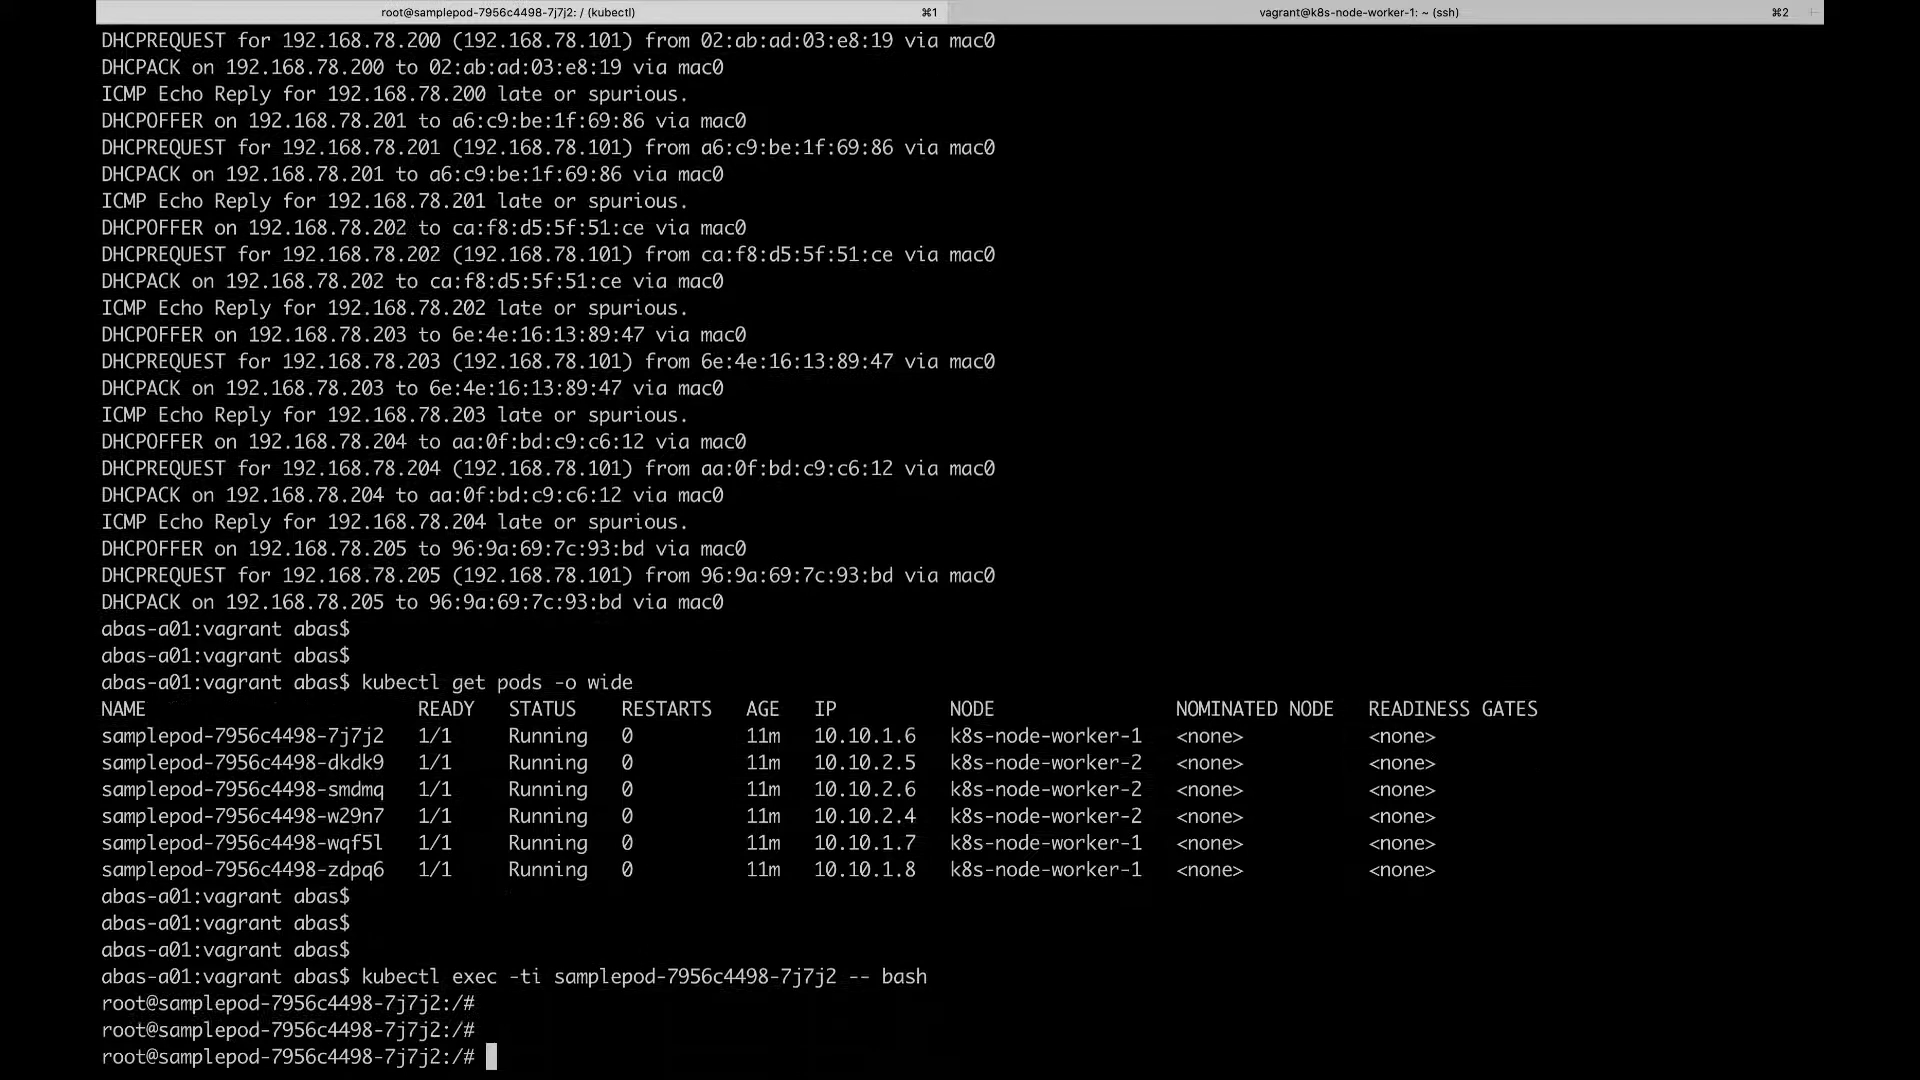 root@samplepod-7956c4498-7j7j2: / (kubectl) ⌘1 vagrant@k8s-node-worker-1: ~ (ssh) ⌘2 +
DHCPREQUEST for 192.168.78.200 (192.168.78.101) from 02:ab:ad:03:e8:19 via mac0
DHCPACK on 192.168.78.200 to 02:ab:ad:03:e8:19 via mac0
ICMP Echo Reply for 192.168.78.200 late or spurious.
DHCPOFFER on 192.168.78.201 to a6:c9:be:1f:69:86 via mac0
DHCPREQUEST for 192.168.78.201 (192.168.78.101) from a6:c9:be:1f:69:86 via mac0
DHCPACK on 192.168.78.201 to a6:c9:be:1f:69:86 via mac0
ICMP Echo Reply for 192.168.78.201 late or spurious.
DHCPOFFER on 192.168.78.202 to ca:f8:d5:5f:51:ce via mac0
DHCPREQUEST for 192.168.78.202 (192.168.78.101) from ca:f8:d5:5f:51:ce via mac0
DHCPACK on 192.168.78.202 to ca:f8:d5:5f:51:ce via mac0
ICMP Echo Reply for 192.168.78.202 late or spurious.
DHCPOFFER on 192.168.78.203 to 6e:4e:16:13:89:47 via mac0
DHCPREQUEST for 192.168.78.203 (192.168.78.101) from 6e:4e:16:13:89:47 via mac0
DHCPACK on 192.168.78.203 to 6e:4e:16:13:89:47 via mac0
ICMP Echo Reply for 192.168.78.203 late or spurious.
DHCPOFFER on 192.168.78.204 to aa:0f:bd:c9:c6:12 via mac0
DHCPREQUEST for 192.168.78.204 (192.168.78.101) from aa:0f:bd:c9:c6:12 via mac0
DHCPACK on 192.168.78.204 to aa:0f:bd:c9:c6:12 via mac0
ICMP Echo Reply for 192.168.78.204 late or spurious.
DHCPOFFER on 192.168.78.205 to 96:9a:69:7c:93:bd via mac0
DHCPREQUEST for 192.168.78.205 (192.168.78.101) from 96:9a:69:7c:93:bd via mac0
DHCPACK on 192.168.78.205 to 96:9a:69:7c:93:bd via mac0
abas-a01:vagrant abas$
abas-a01:vagrant abas$
abas-a01:vagrant abas$ kubectl get pods -o wide
NAME READY STATUS RESTARTS AGE IP NODE NOMINATED NODE READINESS GATES
samplepod-7956c4498-7j7j2 1/1 Running 0 11m 10.10.1.6 k8s-node-worker-1 <none> <none>
samplepod-7956c4498-dkdk9 1/1 Running 0 11m 10.10.2.5 k8s-node-worker-2 <none> <none>
samplepod-7956c4498-smdmq 1/1 Running 0 11m 10.10.2.6 k8s-node-worker-2 <none> <none>
samplepod-7956c4498-w29n7 1/1 Running 0 11m 10.10.2.4 k8s-node-worker-2 <none> <none>
samplepod-7956c4498-wqf5l 1/1 Running 0 11m 10.10.1.7 k8s-node-worker-1 <none> <none>
samplepod-7956c4498-zdpq6 1/1 Running 0 11m 10.10.1.8 k8s-node-worker-1 <none> <none>
abas-a01:vagrant abas$
abas-a01:vagrant abas$
abas-a01:vagrant abas$
abas-a01:vagrant abas$ kubectl exec -ti samplepod-7956c4498-7j7j2 -- bash
root@samplepod-7956c4498-7j7j2:/#
root@samplepod-7956c4498-7j7j2:/#
root@samplepod-7956c4498-7j7j2:/#